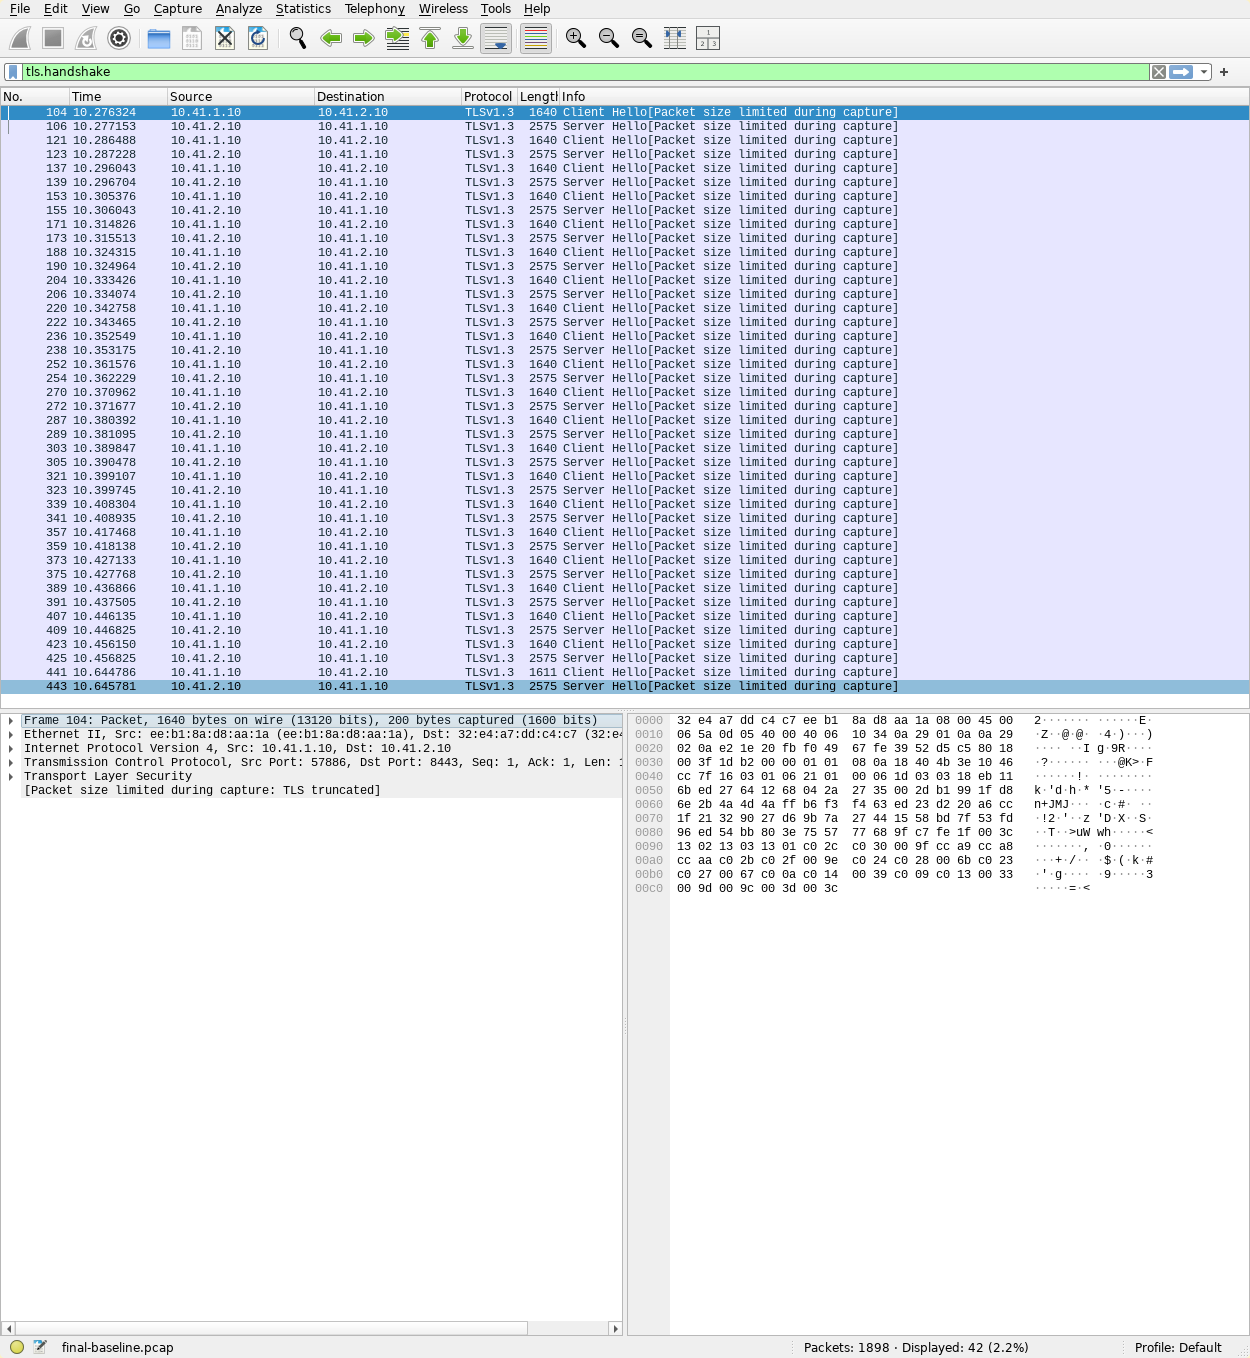 File Edit View Go Capture Analyze Statistics Telephony Wireless Tools Help
tls.handshake
No. Time Source Destination Protocol Length Info
104 10.276324 10.41.1.10 10.41.2.10 TLSv1.3 1640 Client Hello[Packet size limited during capture]
106 10.277153 10.41.2.10 10.41.1.10 TLSv1.3 2575 Server Hello[Packet size limited during capture]
121 10.286488 10.41.1.10 10.41.2.10 TLSv1.3 1640 Client Hello[Packet size limited during capture]
123 10.287228 10.41.2.10 10.41.1.10 TLSv1.3 2575 Server Hello[Packet size limited during capture]
137 10.296043 10.41.1.10 10.41.2.10 TLSv1.3 1640 Client Hello[Packet size limited during capture]
139 10.296704 10.41.2.10 10.41.1.10 TLSv1.3 2575 Server Hello[Packet size limited during capture]
153 10.305376 10.41.1.10 10.41.2.10 TLSv1.3 1640 Client Hello[Packet size limited during capture]
155 10.306043 10.41.2.10 10.41.1.10 TLSv1.3 2575 Server Hello[Packet size limited during capture]
171 10.314826 10.41.1.10 10.41.2.10 TLSv1.3 1640 Client Hello[Packet size limited during capture]
173 10.315513 10.41.2.10 10.41.1.10 TLSv1.3 2575 Server Hello[Packet size limited during capture]
188 10.324315 10.41.1.10 10.41.2.10 TLSv1.3 1640 Client Hello[Packet size limited during capture]
190 10.324964 10.41.2.10 10.41.1.10 TLSv1.3 2575 Server Hello[Packet size limited during capture]
204 10.333426 10.41.1.10 10.41.2.10 TLSv1.3 1640 Client Hello[Packet size limited during capture]
206 10.334074 10.41.2.10 10.41.1.10 TLSv1.3 2575 Server Hello[Packet size limited during capture]
220 10.342758 10.41.1.10 10.41.2.10 TLSv1.3 1640 Client Hello[Packet size limited during capture]
222 10.343465 10.41.2.10 10.41.1.10 TLSv1.3 2575 Server Hello[Packet size limited during capture]
236 10.352549 10.41.1.10 10.41.2.10 TLSv1.3 1640 Client Hello[Packet size limited during capture]
238 10.353175 10.41.2.10 10.41.1.10 TLSv1.3 2575 Server Hello[Packet size limited during capture]
252 10.361576 10.41.1.10 10.41.2.10 TLSv1.3 1640 Client Hello[Packet size limited during capture]
254 10.362229 10.41.2.10 10.41.1.10 TLSv1.3 2575 Server Hello[Packet size limited during capture]
270 10.370962 10.41.1.10 10.41.2.10 TLSv1.3 1640 Client Hello[Packet size limited during capture]
272 10.371677 10.41.2.10 10.41.1.10 TLSv1.3 2575 Server Hello[Packet size limited during capture]
287 10.380392 10.41.1.10 10.41.2.10 TLSv1.3 1640 Client Hello[Packet size limited during capture]
289 10.381095 10.41.2.10 10.41.1.10 TLSv1.3 2575 Server Hello[Packet size limited during capture]
303 10.389847 10.41.1.10 10.41.2.10 TLSv1.3 1640 Client Hello[Packet size limited during capture]
305 10.390478 10.41.2.10 10.41.1.10 TLSv1.3 2575 Server Hello[Packet size limited during capture]
321 10.399107 10.41.1.10 10.41.2.10 TLSv1.3 1640 Client Hello[Packet size limited during capture]
323 10.399745 10.41.2.10 10.41.1.10 TLSv1.3 2575 Server Hello[Packet size limited during capture]
339 10.408304 10.41.1.10 10.41.2.10 TLSv1.3 1640 Client Hello[Packet size limited during capture]
341 10.408935 10.41.2.10 10.41.1.10 TLSv1.3 2575 Server Hello[Packet size limited during capture]
357 10.417468 10.41.1.10 10.41.2.10 TLSv1.3 1640 Client Hello[Packet size limited during capture]
359 10.418138 10.41.2.10 10.41.1.10 TLSv1.3 2575 Server Hello[Packet size limited during capture]
373 10.427133 10.41.1.10 10.41.2.10 TLSv1.3 1640 Client Hello[Packet size limited during capture]
375 10.427768 10.41.2.10 10.41.1.10 TLSv1.3 2575 Server Hello[Packet size limited during capture]
389 10.436866 10.41.1.10 10.41.2.10 TLSv1.3 1640 Client Hello[Packet size limited during capture]
391 10.437505 10.41.2.10 10.41.1.10 TLSv1.3 2575 Server Hello[Packet size limited during capture]
407 10.446135 10.41.1.10 10.41.2.10 TLSv1.3 1640 Client Hello[Packet size limited during capture]
409 10.446825 10.41.2.10 10.41.1.10 TLSv1.3 2575 Server Hello[Packet size limited during capture]
423 10.456150 10.41.1.10 10.41.2.10 TLSv1.3 1640 Client Hello[Packet size limited during capture]
425 10.456825 10.41.2.10 10.41.1.10 TLSv1.3 2575 Server Hello[Packet size limited during capture]
441 10.644786 10.41.1.10 10.41.2.10 TLSv1.3 1611 Client Hello[Packet size limited during capture]
443 10.645781 10.41.2.10 10.41.1.10 TLSv1.3 2575 Server Hello[Packet size limited during capture]
Frame 104: Packet, 1640 bytes on wire (13120 bits), 200 bytes captured (1600 bits)
Ethernet II, Src: ee:b1:8a:d8:aa:1a (ee:b1:8a:d8:aa:1a), Dst: 32:e4:a7:dd:c4:c7 (32:e4
Internet Protocol Version 4, Src: 10.41.1.10, Dst: 10.41.2.10
Transmission Control Protocol, Src Port: 57886, Dst Port: 8443, Seq: 1, Ack: 1, Len: 1
Transport Layer Security
[Packet size limited during capture: TLS truncated]
0000 32 e4 a7 dd c4 c7 ee b1 8a d8 aa 1a 08 00 45 00 2······· ······E·
0010 06 5a 0d 05 40 00 40 06 10 34 0a 29 01 0a 0a 29 ·Z··@·@· ·4·)···)
0020 02 0a e2 1e 20 fb f0 49 67 fe 39 52 d5 c5 80 18 ···· ··I g·9R····
0030 00 3f 1d b2 00 00 01 01 08 0a 18 40 4b 3e 10 46 ·?······ ···@K>·F
0040 cc 7f 16 03 01 06 21 01 00 06 1d 03 03 18 eb 11 ······!· ········
0050 6b ed 27 64 12 68 04 2a 27 35 00 2d b1 99 1f d8 k·'d·h·* '5·-····
0060 6e 2b 4a 4d 4a ff b6 f3 f4 63 ed 23 d2 20 a6 cc n+JMJ··· ·c·#· ··
0070 1f 21 32 90 27 d6 9b 7a 27 44 15 58 bd 7f 53 fd ·!2·'··z 'D·X··S·
0080 96 ed 54 bb 80 3e 75 57 77 68 9f c7 fe 1f 00 3c ··T··>uW wh·····<
0090 13 02 13 03 13 01 c0 2c c0 30 00 9f cc a9 cc a8 ·······, ·0······
00a0 cc aa c0 2b c0 2f 00 9e c0 24 c0 28 00 6b c0 23 ···+·/·· ·$·(·k·#
00b0 c0 27 00 67 c0 0a c0 14 00 39 c0 09 c0 13 00 33 ·'·g···· ·9·····3
00c0 00 9d 00 9c 00 3d 00 3c ·····=·<
final-baseline.pcap Packets: 1898 · Displayed: 42 (2.2%) Profile: Default